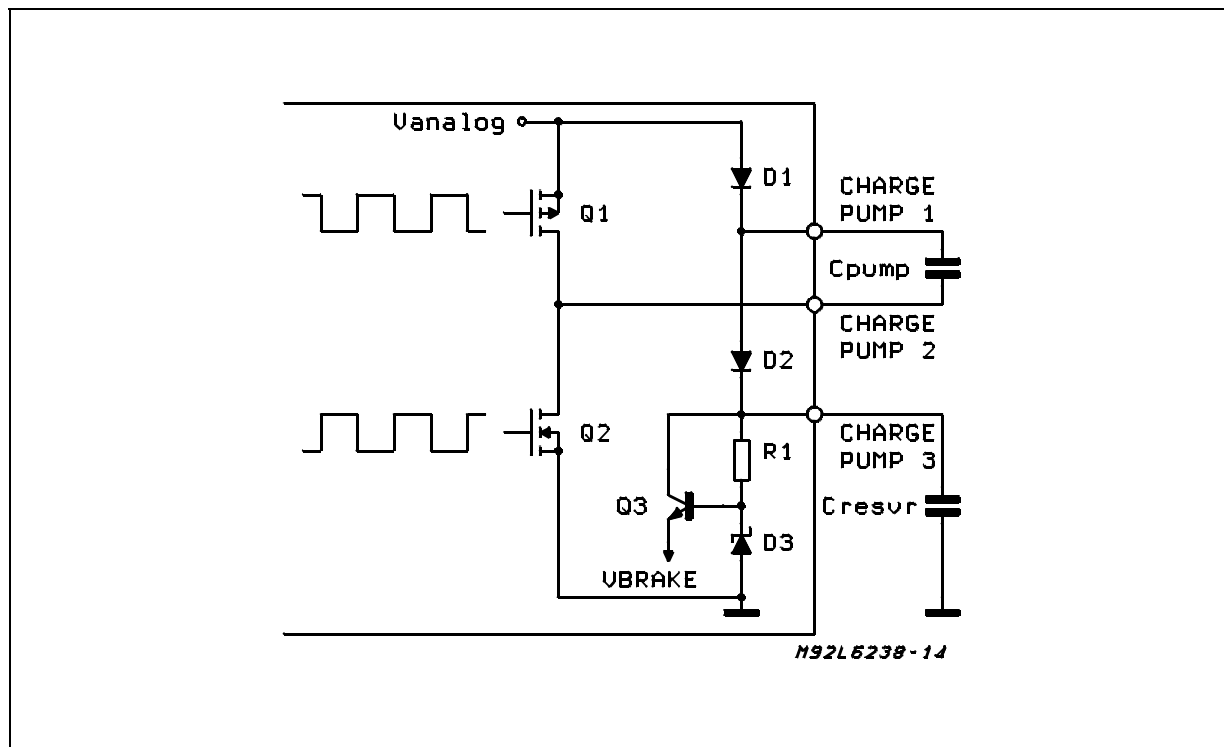 Vanalog
D1
CHARGE
PUMP 1
Q1
Cpump
CHARGE
PUMP 2
D2
Q2
R1
CHARGE
PUMP 3
Q3
Cresvr
D3
VBRAKE
M92L6238-14